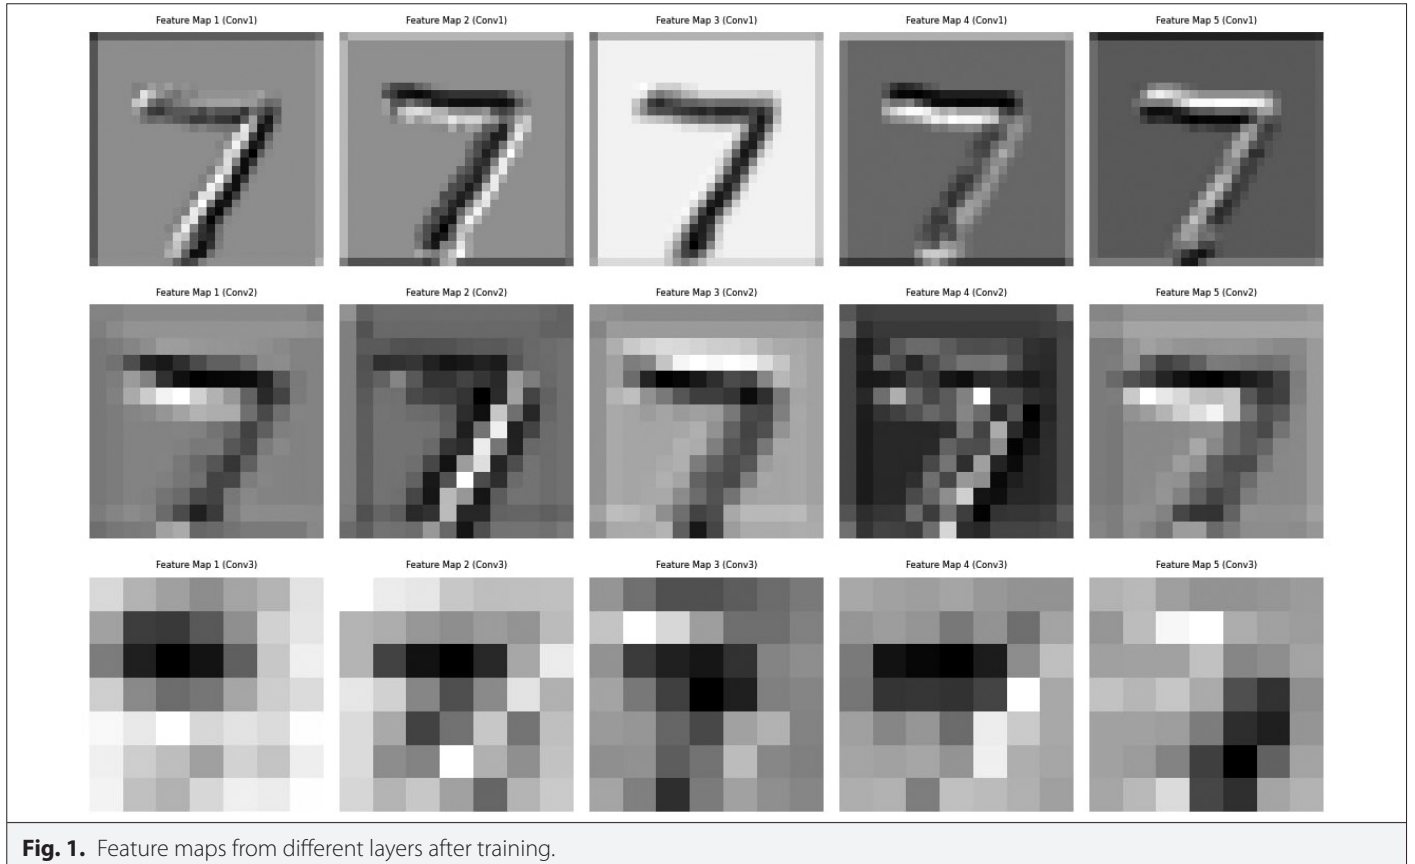 Feature Map 1 (Conv1) Feature Map 2 (Conv1) Feature Map 3 (Conv1) Feature Map 4 (Conv1) Feature Map 5 (Conv1)
Feature Map 1 (Conv2) Feature Map 2 (Conv2) Feature Map 3 (Conv2) Feature Map 4 (Conv2) Feature Map 5 (Conv2)
Feature Map 1 (Conv3) Feature Map 2 (Conv3) Feature Map 3 (Conv3) Feature Map 4 (Conv3) Feature Map 5 (Conv3)
Fig. 1. Feature maps from different layers after training.